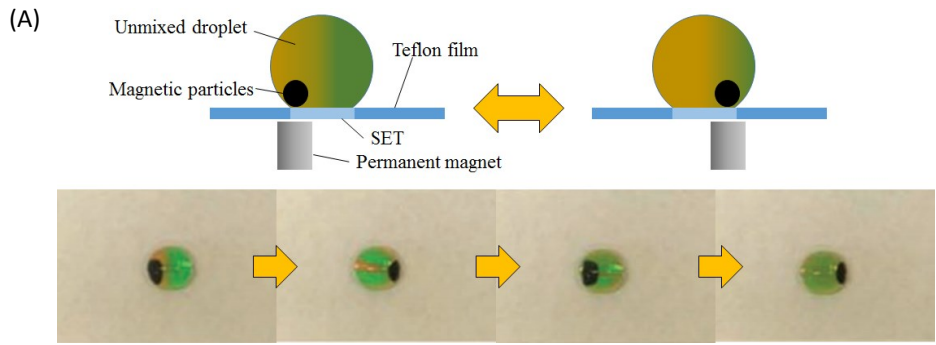 (A)
Unmixed droplet
Teflon film
Magnetic particles
SET
Permanent magnet